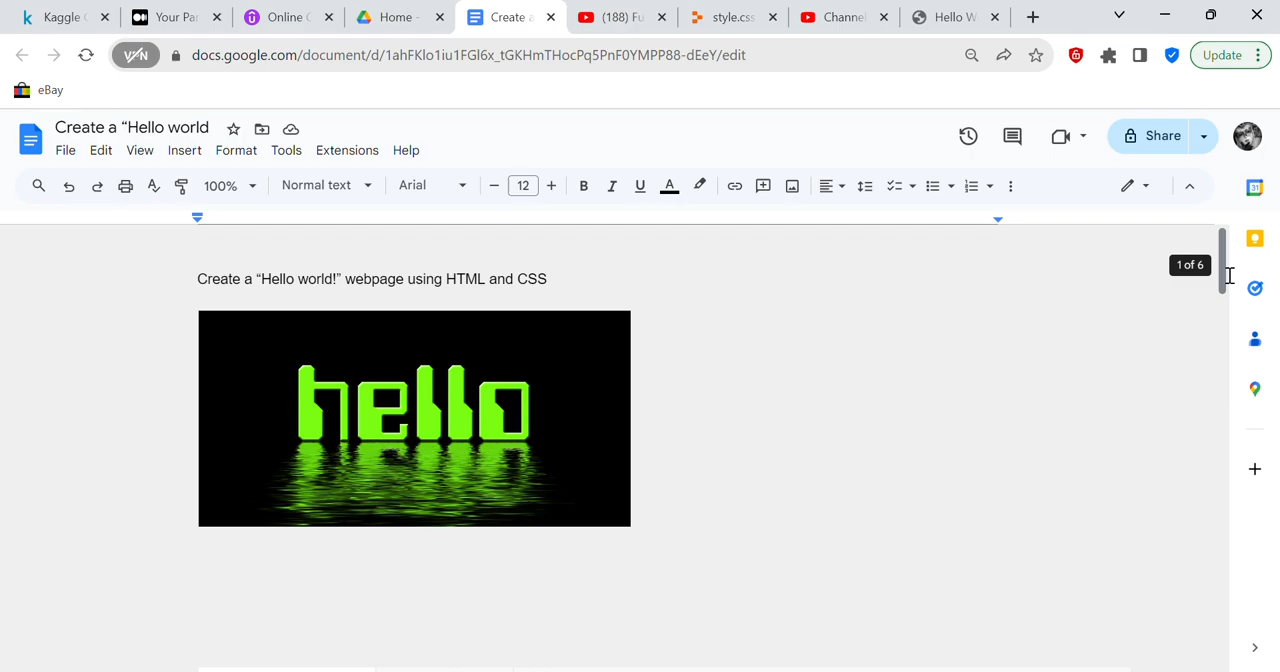 Kaggle
Your Par
Online C
Home -
Create a
(188) Fu
style.css
Channel
Hello W
VPN
docs.google.com/document/d/1ahFKlo1iu1FGl6x_tGKHmTHocPq5PnF0YMPP88-dEeY/edit
Update
eBay
Create a “Hello world
File Edit View Insert Format Tools Extensions Help
Share
100% Normal text Arial 12 B I U A
31
1 of 6
Create a “Hello world!” webpage using HTML and CSS
hello